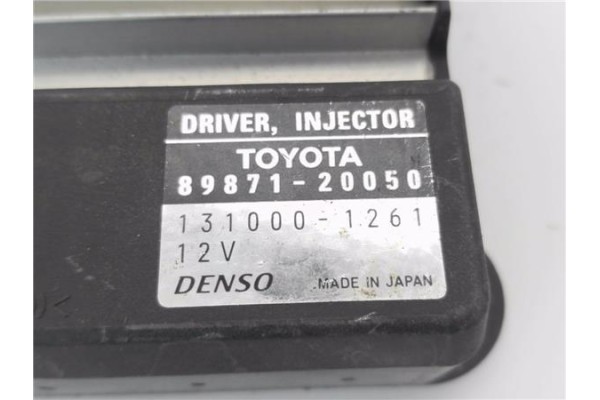 DRIVER, INJECTOR
TOYOTA
89871-20050
131000-1261
12V
DENSO MADE IN JAPAN